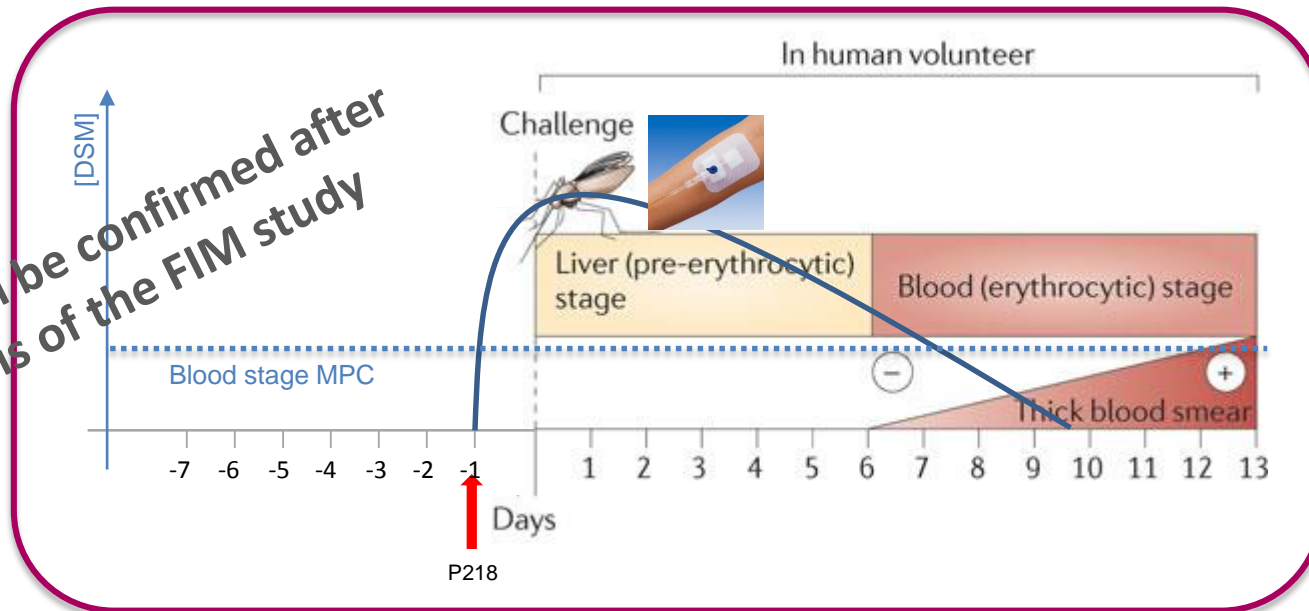 In human volunteer
Challenge
[DSM]
be confirmed after
of the FIM study
Liver (pre-erythrocytic)
stage
Blood (erythrocytic) stage
Blood stage MPC
−
+
Thick blood smear
-7 -6 -5 -4 -3 -2 -1 1 2 3 4 5 6 7 8 9 10 11 12 13
Days
P218